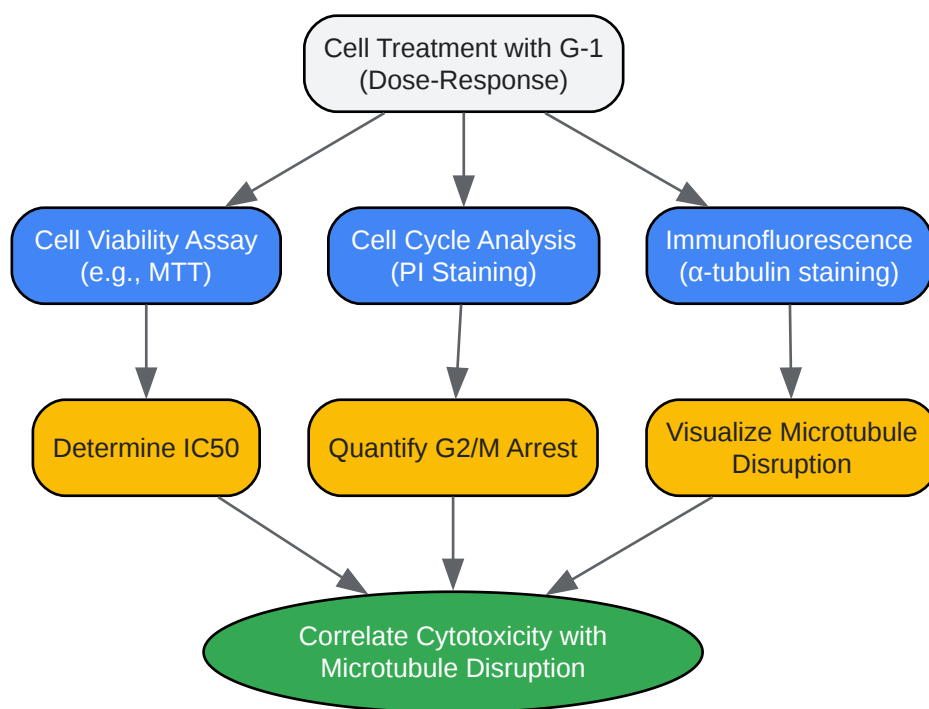 Cell Treatment with G-1
(Dose-Response)
Cell Viability Assay
(e.g., MTT)
Cell Cycle Analysis
(PI Staining)
Immunofluorescence
(α-tubulin staining)
Determine IC50
Quantify G2/M Arrest
Visualize Microtubule
Disruption
Correlate Cytotoxicity with
Microtubule Disruption